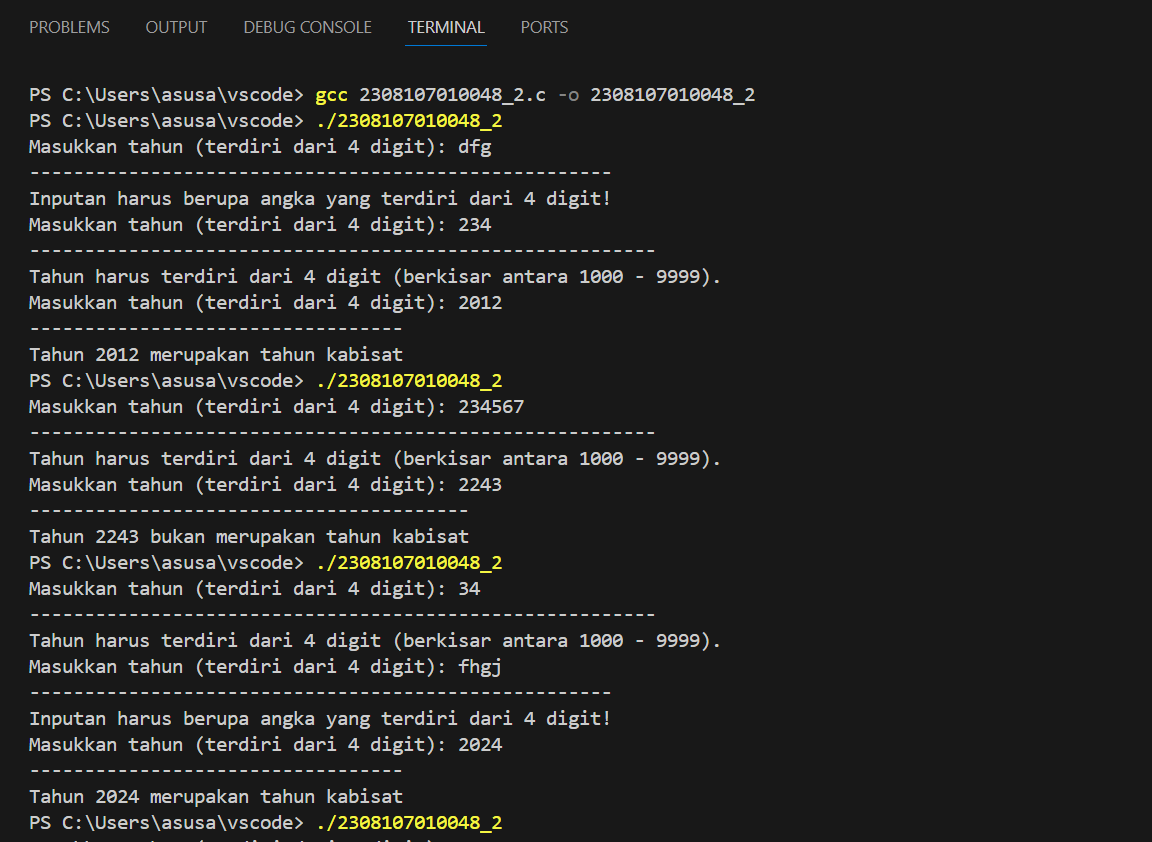 PROBLEMS OUTPUT DEBUG CONSOLE TERMINAL PORTS
PS C:\Users\asusa\vscode> gcc 2308107010048_2.c -o 2308107010048_2
PS C:\Users\asusa\vscode> ./2308107010048_2
Masukkan tahun (terdiri dari 4 digit): dfg
-----------------------------------------------------
Inputan harus berupa angka yang terdiri dari 4 digit!
Masukkan tahun (terdiri dari 4 digit): 234
---------------------------------------------------------
Tahun harus terdiri dari 4 digit (berkisar antara 1000 - 9999).
Masukkan tahun (terdiri dari 4 digit): 2012
----------------------------------
Tahun 2012 merupakan tahun kabisat
PS C:\Users\asusa\vscode> ./2308107010048_2
Masukkan tahun (terdiri dari 4 digit): 234567
---------------------------------------------------------
Tahun harus terdiri dari 4 digit (berkisar antara 1000 - 9999).
Masukkan tahun (terdiri dari 4 digit): 2243
----------------------------------------
Tahun 2243 bukan merupakan tahun kabisat
PS C:\Users\asusa\vscode> ./2308107010048_2
Masukkan tahun (terdiri dari 4 digit): 34
---------------------------------------------------------
Tahun harus terdiri dari 4 digit (berkisar antara 1000 - 9999).
Masukkan tahun (terdiri dari 4 digit): fhgj
-----------------------------------------------------
Inputan harus berupa angka yang terdiri dari 4 digit!
Masukkan tahun (terdiri dari 4 digit): 2024
----------------------------------
Tahun 2024 merupakan tahun kabisat
PS C:\Users\asusa\vscode> ./2308107010048_2